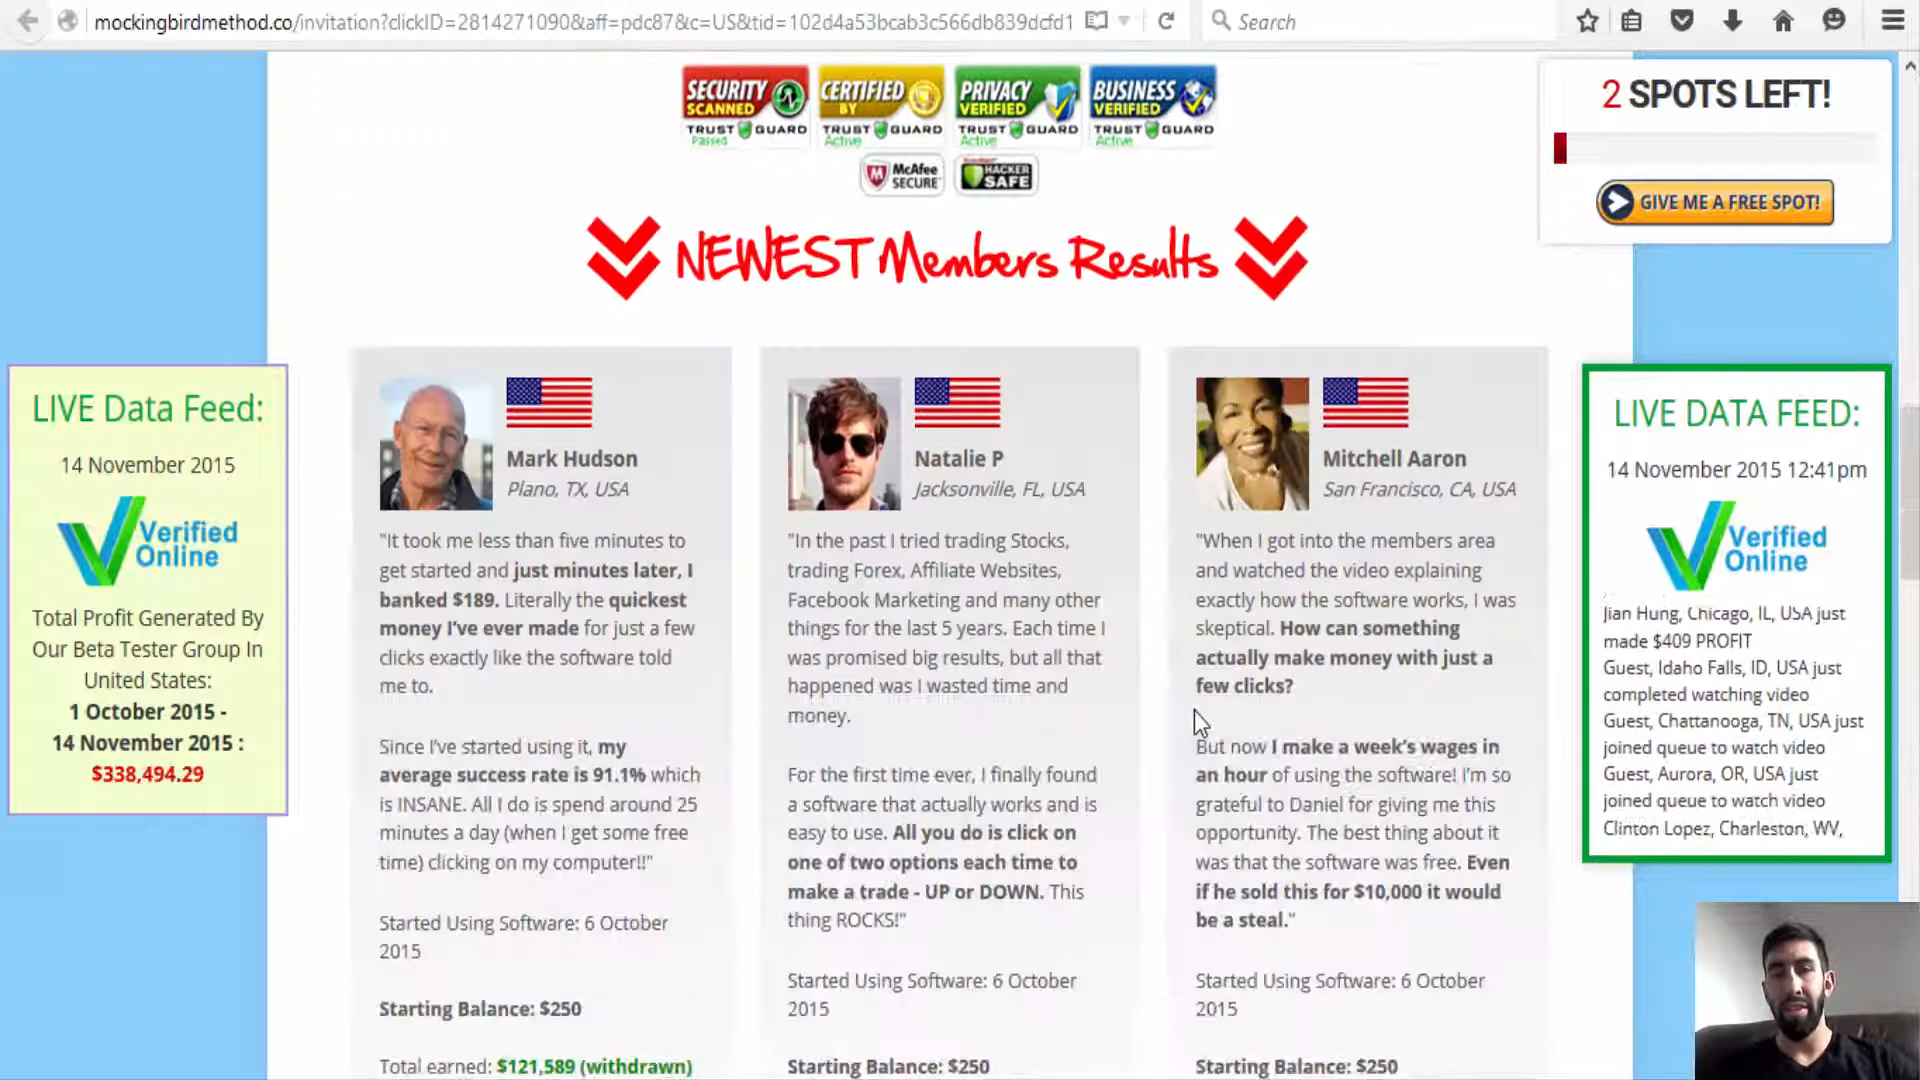 mockingbirdmethod.co/invitation?clickID=2814271090&aff=pdc87&c=US&tid=102d4a53bcab3c566db839dcfd1
Search
SECURITY SCANNED
TRUST GUARD
Passed
CERTIFIED BY
TRUST GUARD
Active
PRIVACY VERIFIED
TRUST GUARD
Active
BUSINESS VERIFIED
TRUST GUARD
Active
McAfee SECURE
HACKER SAFE
2 SPOTS LEFT!
GIVE ME A FREE SPOT!
NEWEST Members Results
LIVE Data Feed:
14 November 2015
Verified Online
Total Profit Generated By
Our Beta Tester Group In
United States:
1 October 2015 -
14 November 2015 :
$338,494.29
Mark Hudson
Plano, TX, USA
"It took me less than five minutes to
get started and just minutes later, I
banked $189. Literally the quickest
money I've ever made for just a few
clicks exactly like the software told
me to.
Since I've started using it, my
average success rate is 91.1% which
is INSANE. All I do is spend around 25
minutes a day (when I get some free
time) clicking on my computer!!"
Started Using Software: 6 October
2015
Starting Balance: $250
Total earned: $121,589 (withdrawn)
Natalie P
Jacksonville, FL, USA
"In the past I tried trading Stocks,
trading Forex, Affiliate Websites,
Facebook Marketing and many other
things for the last 5 years. Each time I
was promised big results, but all that
happened was I wasted time and
money.
For the first time ever, I finally found
a software that actually works and is
easy to use. All you do is click on
one of two options each time to
make a trade - UP or DOWN. This
thing ROCKS!"
Started Using Software: 6 October
2015
Starting Balance: $250
Mitchell Aaron
San Francisco, CA, USA
"When I got into the members area
and watched the video explaining
exactly how the software works, I was
skeptical. How can something
actually make money with just a
few clicks?
But now I make a week's wages in
an hour of using the software! I'm so
grateful to Daniel for giving me this
opportunity. The best thing about it
was that the software was free. Even
if he sold this for $10,000 it would
be a steal."
Started Using Software: 6 October
2015
Starting Balance: $250
LIVE DATA FEED:
14 November 2015 12:41pm
Verified Online
Jian Hung, Chicago, IL, USA just
made $409 PROFIT
Guest, Idaho Falls, ID, USA just
completed watching video
Guest, Chattanooga, TN, USA just
joined queue to watch video
Guest, Aurora, OR, USA just
joined queue to watch video
Clinton Lopez, Charleston, WV,